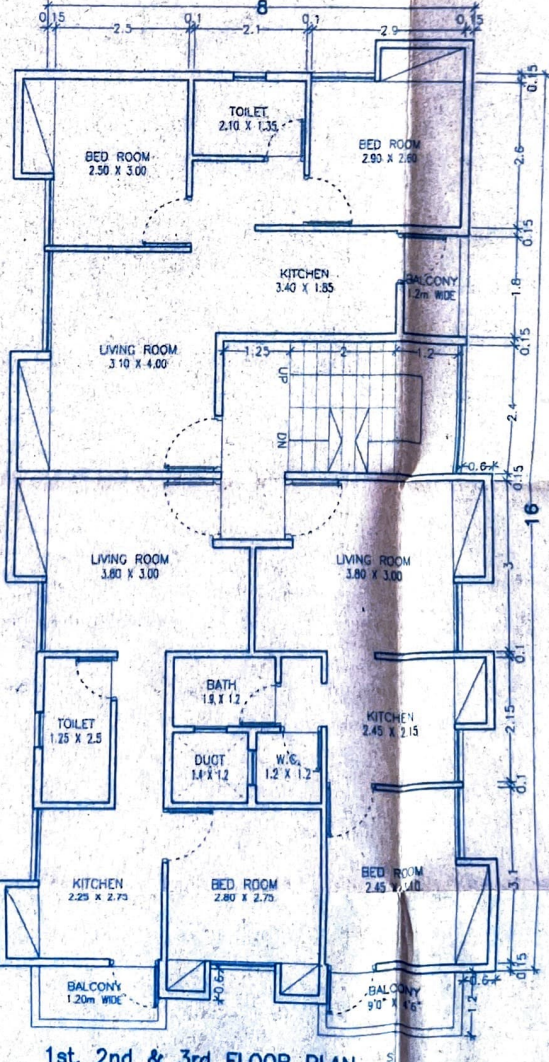 8
0.15
2.5
0.1
2.1
0.1
2.9
0.15
TOILET
2.10 X 1.35
BED ROOM
2.50 X 3.00
BED ROOM
2.90 X 2.60
0.15
2.6
0.15
KITCHEN
3.40 X 1.85
BALCONY
1.2m WIDE
1.8
0.15
LIVING ROOM
3.10 X 4.00
1.25
2
1.2
UP
DN
2.4
0.6
0.15
16
LIVING ROOM
3.80 X 3.00
LIVING ROOM
3.80 X 3.00
3
0.1
BATH
1.9 X 1.2
TOILET
1.25 X 2.5
KITCHEN
2.45 X 2.15
2.15
DUCT
1.4 X 1.2
W.C.
1.2 X 1.2
0.1
KITCHEN
2.25 X 2.75
BED ROOM
2.80 X 2.75
BED ROOM
2.45 X
3.1
0.15
BALCONY
1.20m WIDE
0.6
BALCONY
9'0" X 4'6"
0.6
1.2
1st, 2nd & 3rd FLOOR PLAN